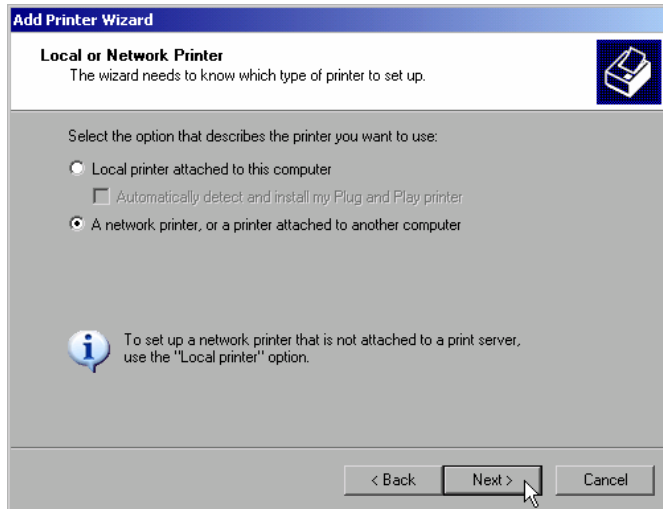 Add Printer Wizard
Local or Network Printer
The wizard needs to know which type of printer to set up.
Select the option that describes the printer you want to use:
Local printer attached to this computer
Automatically detect and install my Plug and Play printer
A network printer, or a printer attached to another computer
To set up a network printer that is not attached to a print server,
use the "Local printer" option.
< Back Next > Cancel